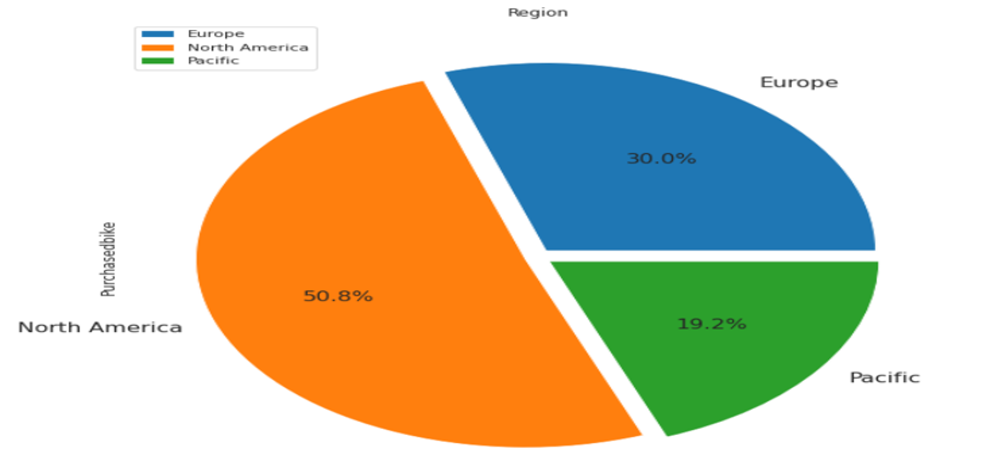 Region
Europe
North America
Pacific
Europe
30.0%
Purchasedbike
50.8%
North America
19.2%
Pacific